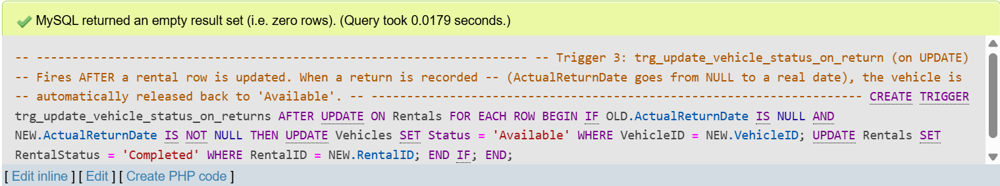 MySQL returned an empty result set (i.e. zero rows). (Query took 0.0179 seconds.)
-- --------------------------------------------------------------------- -- Trigger 3: trg_update_vehicle_status_on_return (on UPDATE)
-- Fires AFTER a rental row is updated. When a return is recorded -- (ActualReturnDate goes from NULL to a real date), the vehicle is
-- automatically released back to 'Available'. -- --------------------------------------------------------------------- CREATE TRIGGER
trg_update_vehicle_status_on_returns AFTER UPDATE ON Rentals FOR EACH ROW BEGIN IF OLD.ActualReturnDate IS NULL AND
NEW.ActualReturnDate IS NOT NULL THEN UPDATE Vehicles SET Status = 'Available' WHERE VehicleID = NEW.VehicleID; UPDATE Rentals SET
RentalStatus = 'Completed' WHERE RentalID = NEW.RentalID; END IF; END;
[ Edit inline ] [ Edit ] [ Create PHP code ]